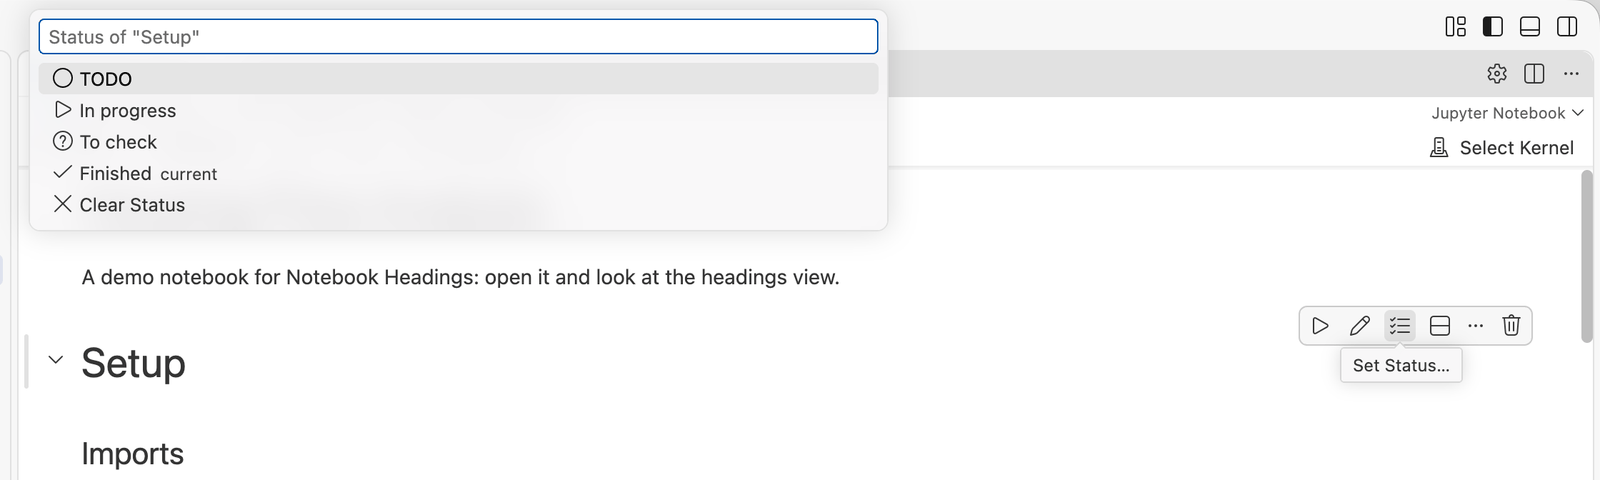 Status of "Setup"
TODO
In progress
To check
Finished current
Clear Status
Jupyter Notebook
Select Kernel
A demo notebook for Notebook Headings: open it and look at the headings view.
Setup
Set Status...
Imports